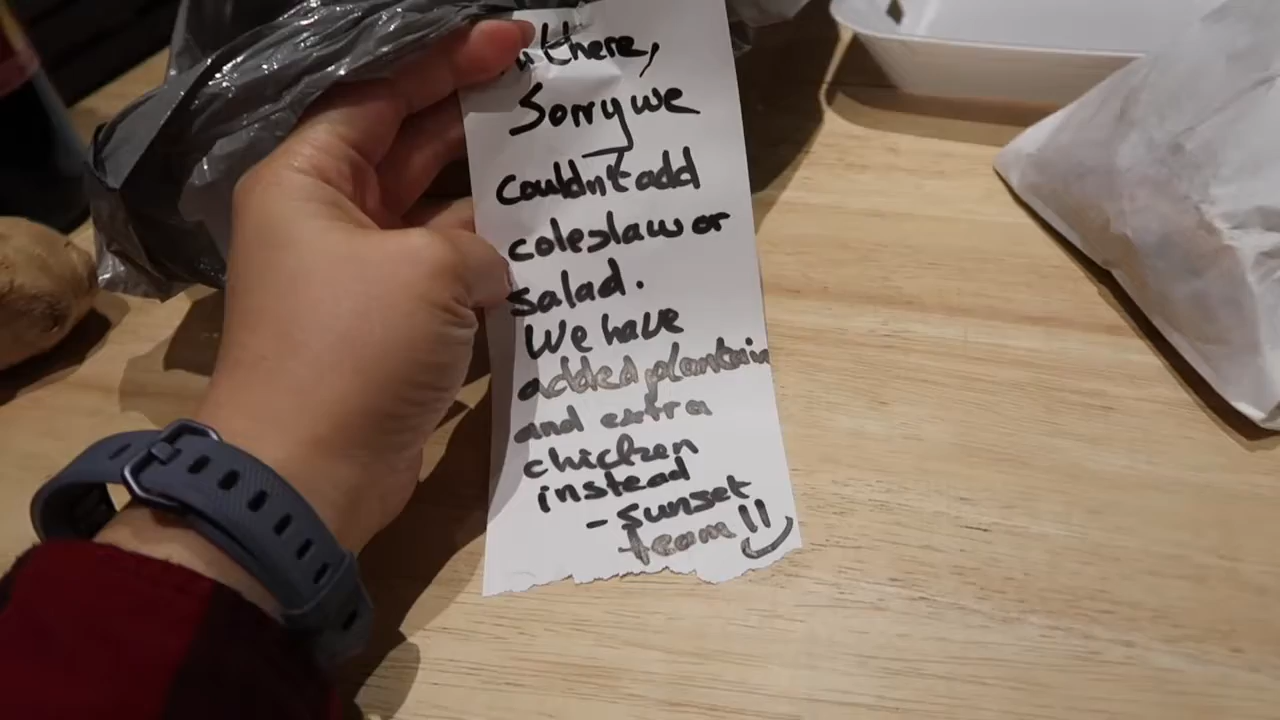 there,
Sorry we
couldn't add
coleslaw or
salad.
We have
added plantain
and extra
chicken
instead
- sunset
team !!